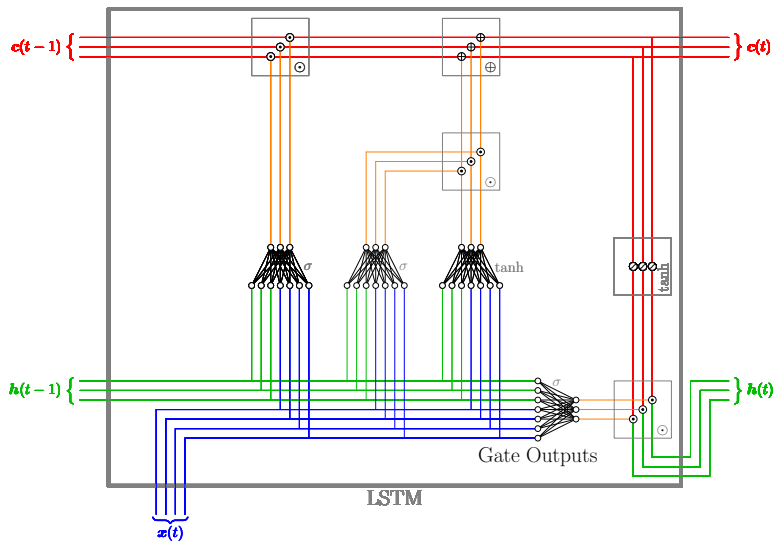 c(t − 1) {
} c(t)
⊙
⊕
⊙
σ
σ
tanh
tanh
h(t − 1) {
σ
} h(t)
⊙
Gate Outputs
LSTM
x(t)